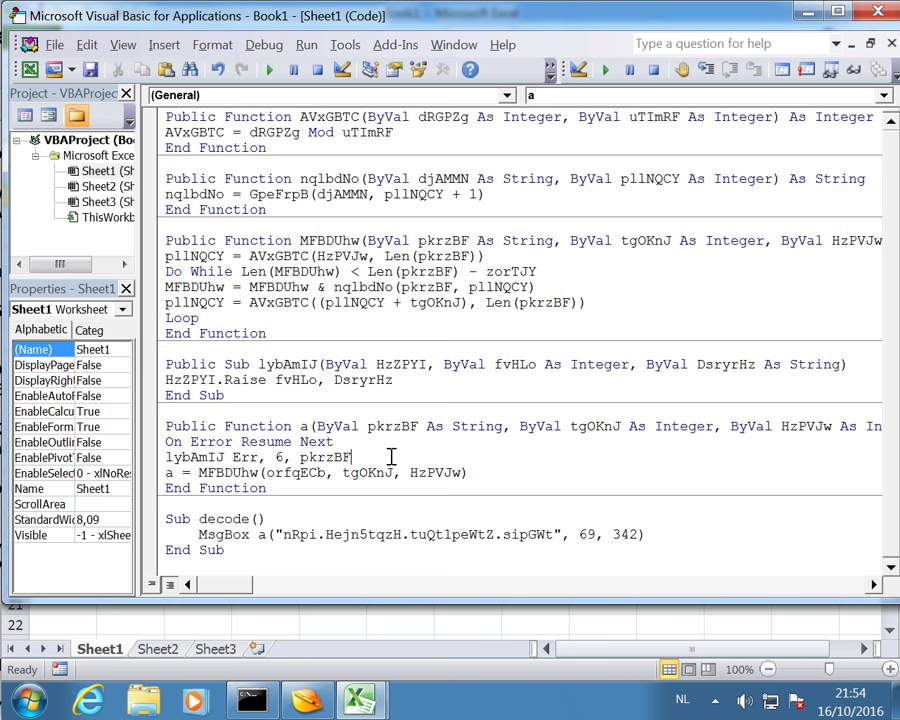 Book1 - Microsoft Excel
Microsoft Visual Basic for Applications - Book1 - [Sheet1 (Code)]
File Edit View Insert Format Debug Run Tools Add-Ins Window Help Type a question for help
Project - VBAProjec
VBAProject (Bo
Microsoft Exce
Sheet1 (Sh
Sheet2 (Sh
Sheet3 (Sh
ThisWorkb
Properties - Sheet1
Sheet1 Worksheet
Alphabetic Categ
(Name) Sheet1
DisplayPage False
DisplayRigh False
EnableAutoF False
EnableCalcu True
EnableForm True
EnableOutli False
EnablePivot False
EnableSelec 0 - xlNoRes
Name Sheet1
ScrollArea
StandardWi 8,09
Visible -1 - xlShee
(General) a
Public Function AVxGBTC(ByVal dRGPZg As Integer, ByVal uTImRF As Integer) As Integer
AVxGBTC = dRGPZg Mod uTImRF
End Function
Public Function nqlbdNo(ByVal djAMMN As String, ByVal pllNQCY As Integer) As String
nqlbdNo = GpeFrpB(djAMMN, pllNQCY + 1)
End Function
Public Function MFBDUhw(ByVal pkrzBF As String, ByVal tgOKnJ As Integer, ByVal HzPVJw
pllNQCY = AVxGBTC(HzPVJw, Len(pkrzBF))
Do While Len(MFBDUhw) < Len(pkrzBF) - zorTJY
MFBDUhw = MFBDUhw & nqlbdNo(pkrzBF, pllNQCY)
pllNQCY = AVxGBTC((pllNQCY + tgOKnJ), Len(pkrzBF))
Loop
End Function
Public Sub lybAmIJ(ByVal HzZPYI, ByVal fvHLo As Integer, ByVal DsryrHz As String)
HzZPYI.Raise fvHLo, DsryrHz
End Sub
Public Function a(ByVal pkrzBF As String, ByVal tgOKnJ As Integer, ByVal HzPVJw As In
On Error Resume Next
lybAmIJ Err, 6, pkrzBF
a = MFBDUhw(orfqECb, tgOKnJ, HzPVJw)
End Function
Sub decode()
MsgBox a("nRpi.Hejn5tqzH.tuQt1peWtZ.sipGWt", 69, 342)
End Sub
21
22
Sheet1 Sheet2 Sheet3
Ready 100%
NL 21:54
16/10/2016